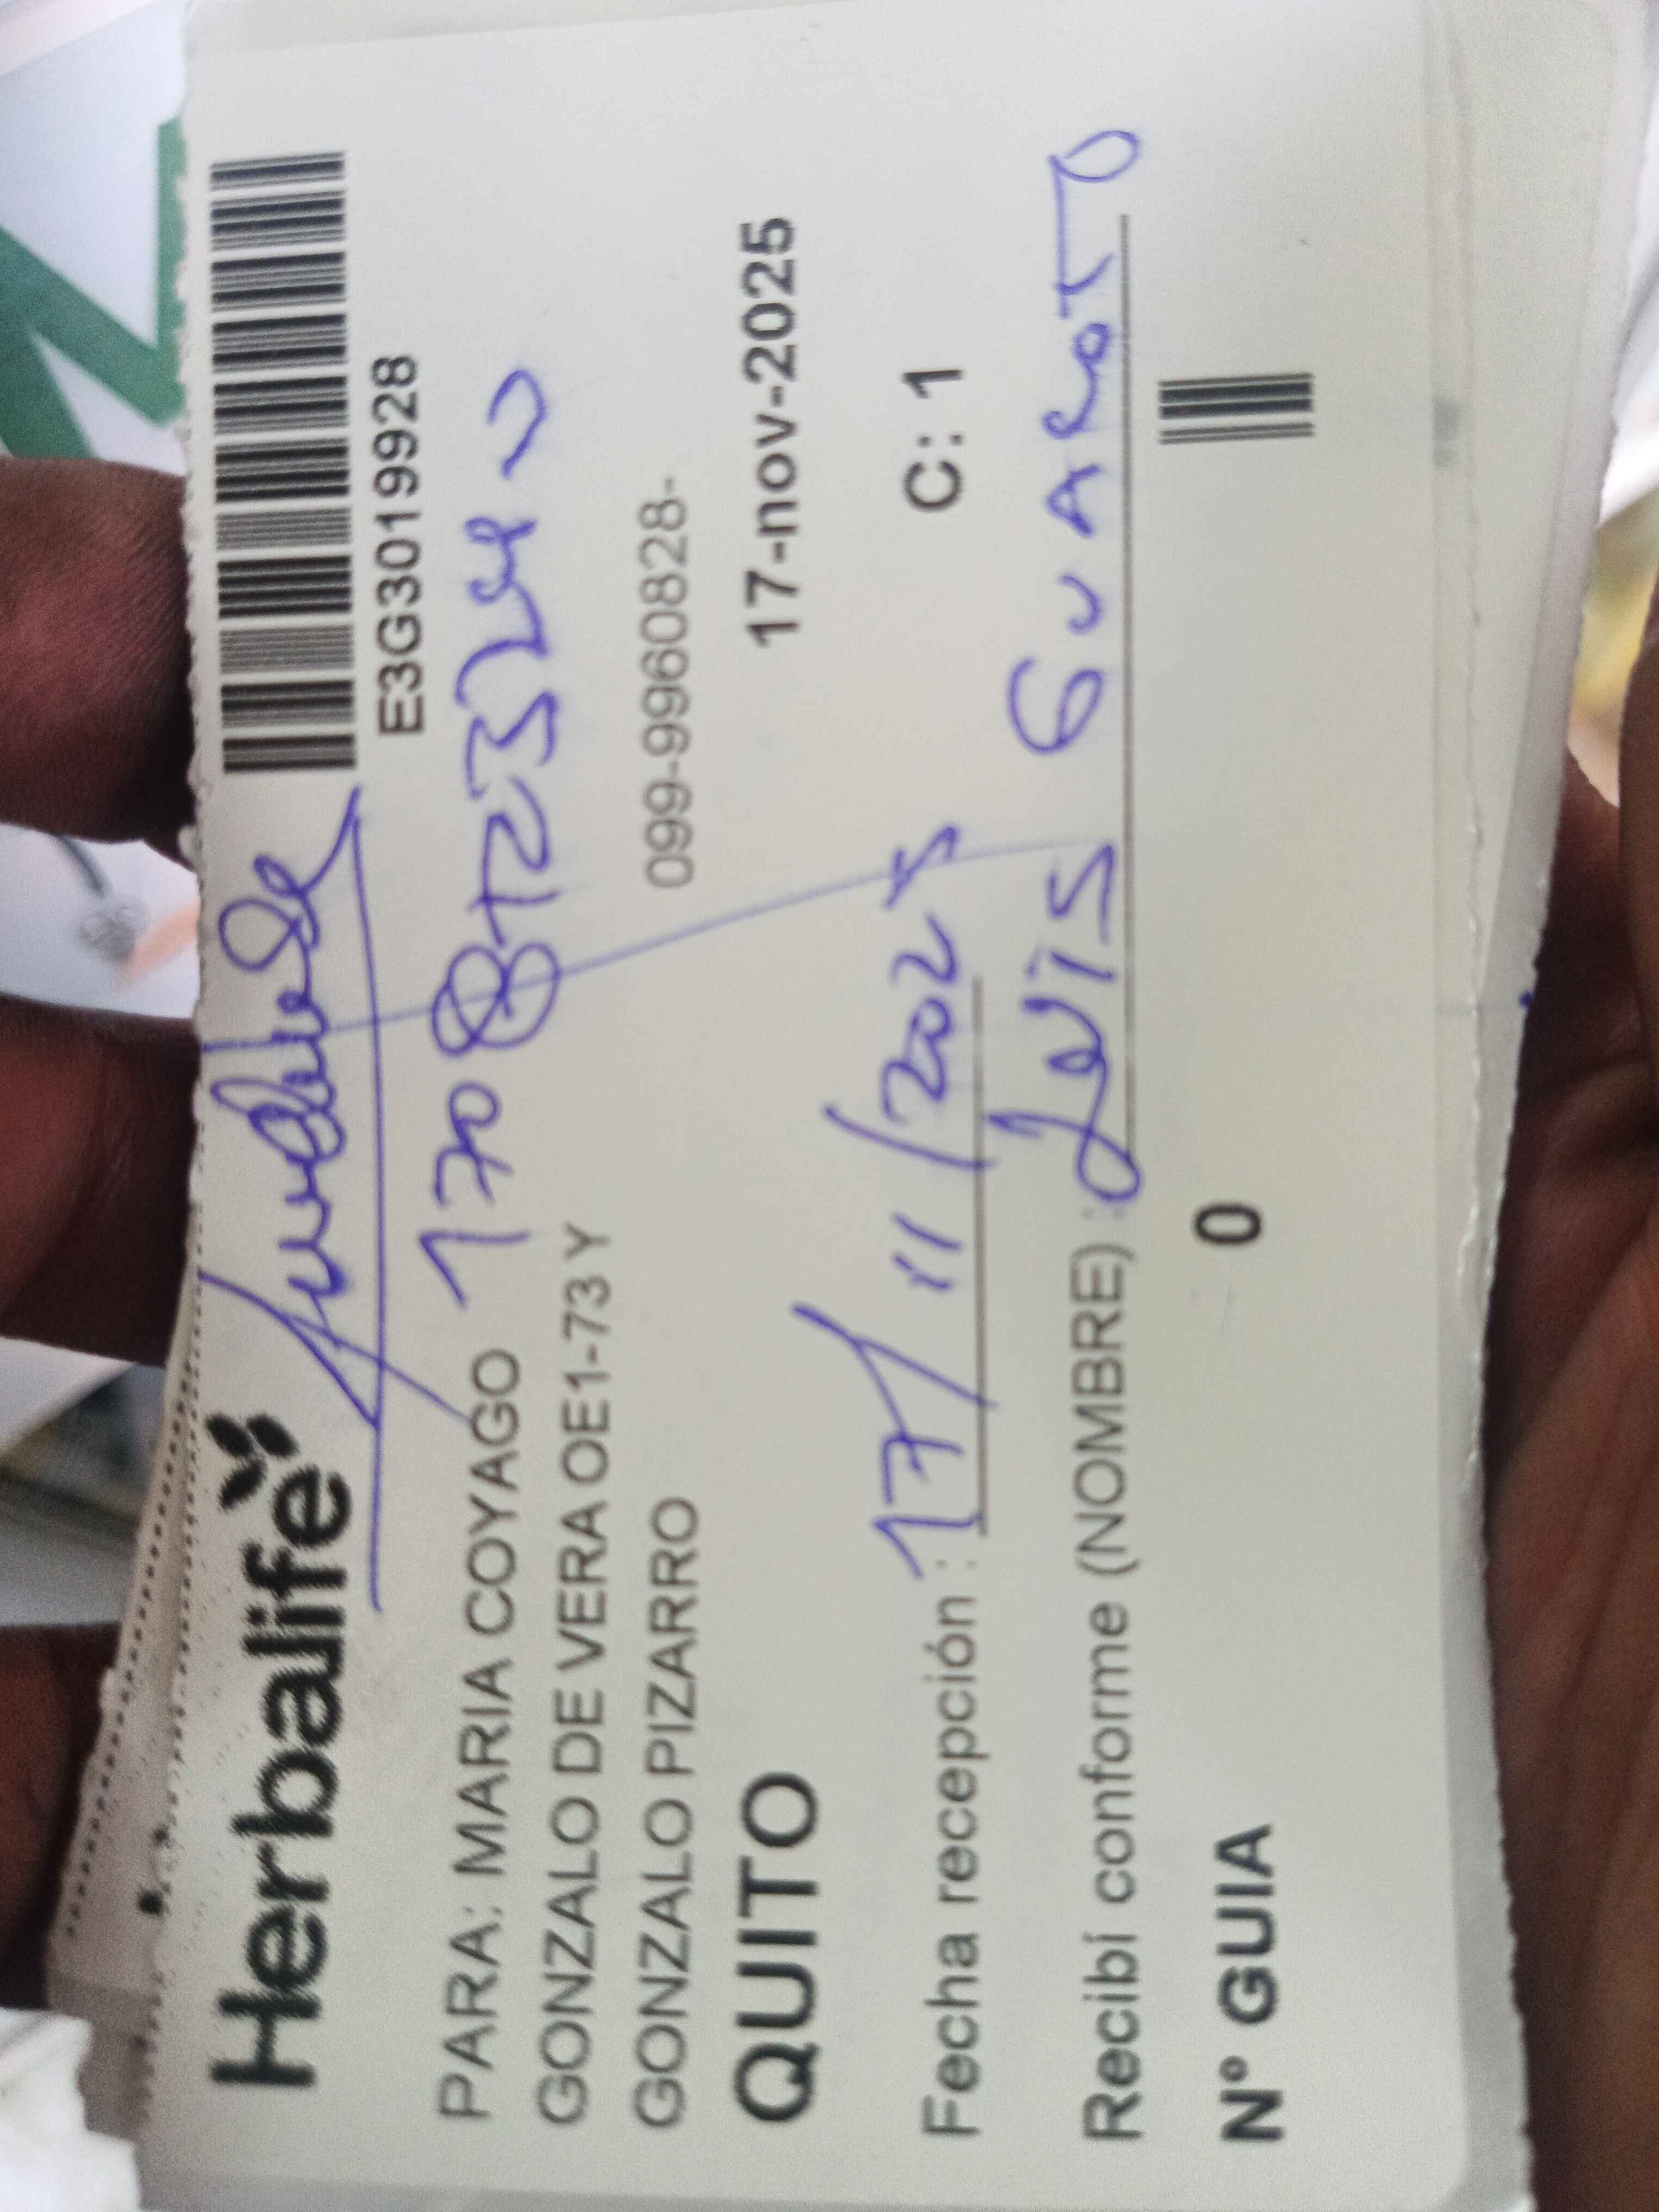 Herbalife
E3G3019928
PARA: MARIA COYAGO
GONZALO DE VERA OE1-73 Y
GONZALO PIZARRO
099-9960828-
QUITO 17-nov-2025
Fecha recepción : 17/11/2025 C: 1
Recibí conforme (NOMBRE) : Luis
N° GUIA 0